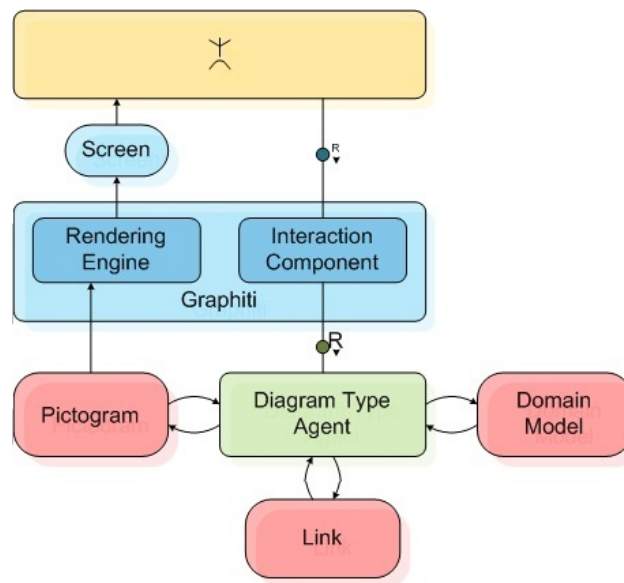 Screen
R
Rendering
Engine
Interaction
Component
Graphiti
R
Pictogram
Diagram Type
Agent
Domain
Model
Link